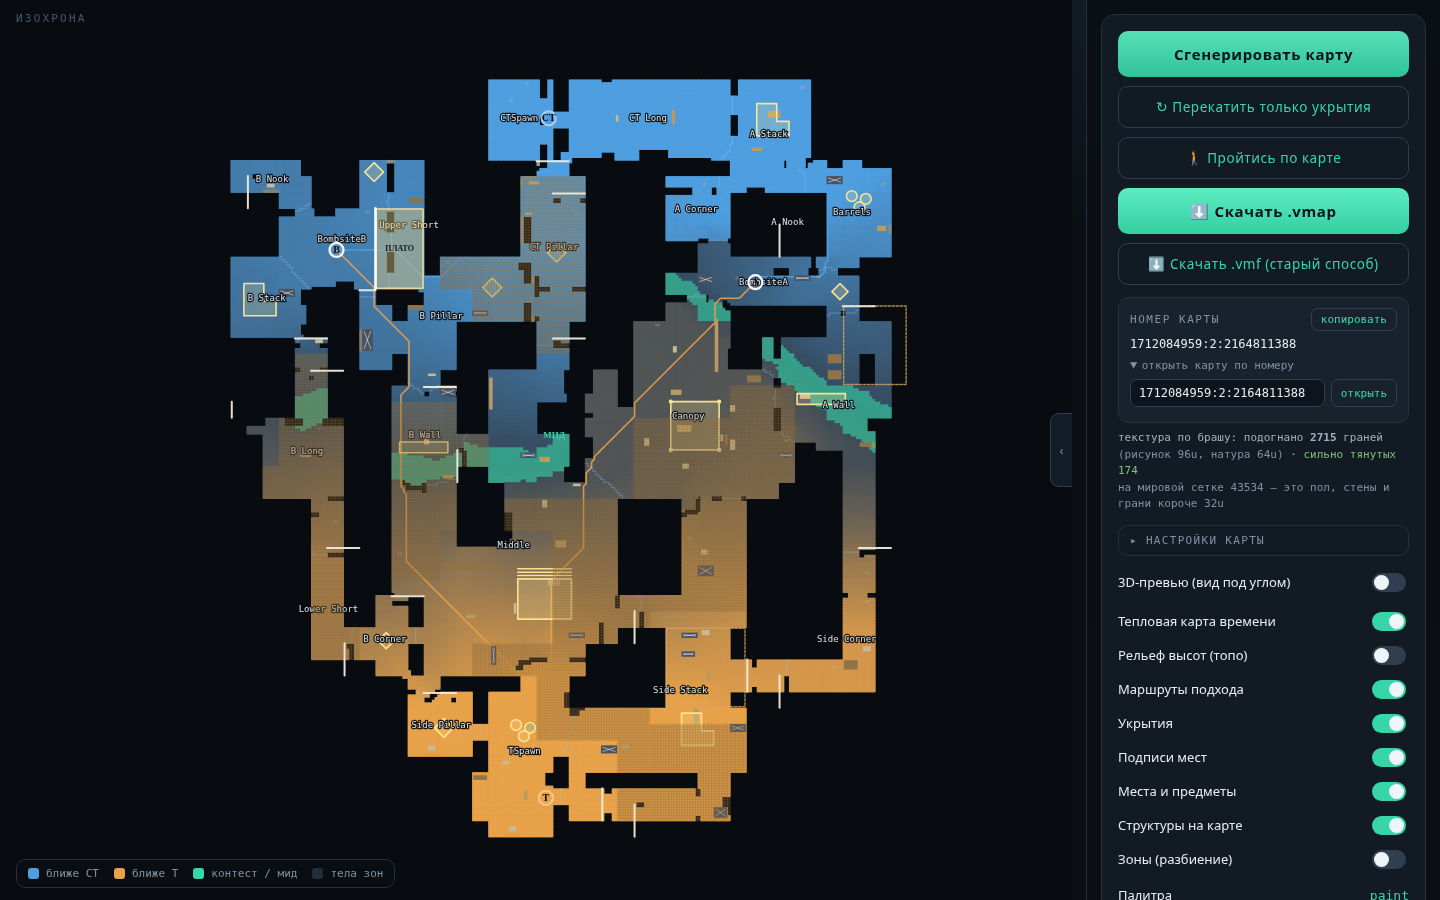 ИЗОХРОНА
CTSpawn
CT
CT Long
A Stack
B Nook
A Corner
A Nook
Barrels
Upper Short
BombsiteB
B
ПЛАТО
CT Pillar
BombsiteA
B Stack
B Pillar
A Wall
Canopy
B Wall
МИД
B Long
Middle
Lower Short
B Corner
Side Corner
Side Stack
Side Pillar
TSpawn
T
ближе CT
ближе T
контест / мид
тела зон
‹
Сгенерировать карту
↻ Перекатить только укрытия
🚶 Пройтись по карте
⬇️ Скачать .vmap
⬇️ Скачать .vmf (старый способ)
НОМЕР КАРТЫ
копировать
1712084959:2:2164811388
▼ открыть карту по номеру
1712084959:2:2164811388
открыть
текстура по брашу: подогнано 2715 граней
(рисунок 96u, натура 64u) · сильно тянутых
174
на мировой сетке 43534 — это пол, стены и
грани короче 32u
▸ НАСТРОЙКИ КАРТЫ
3D-превью (вид под углом)
Тепловая карта времени
Рельеф высот (топо)
Маршруты подхода
Укрытия
Подписи мест
Места и предметы
Структуры на карте
Зоны (разбиение)
Палитра
paint